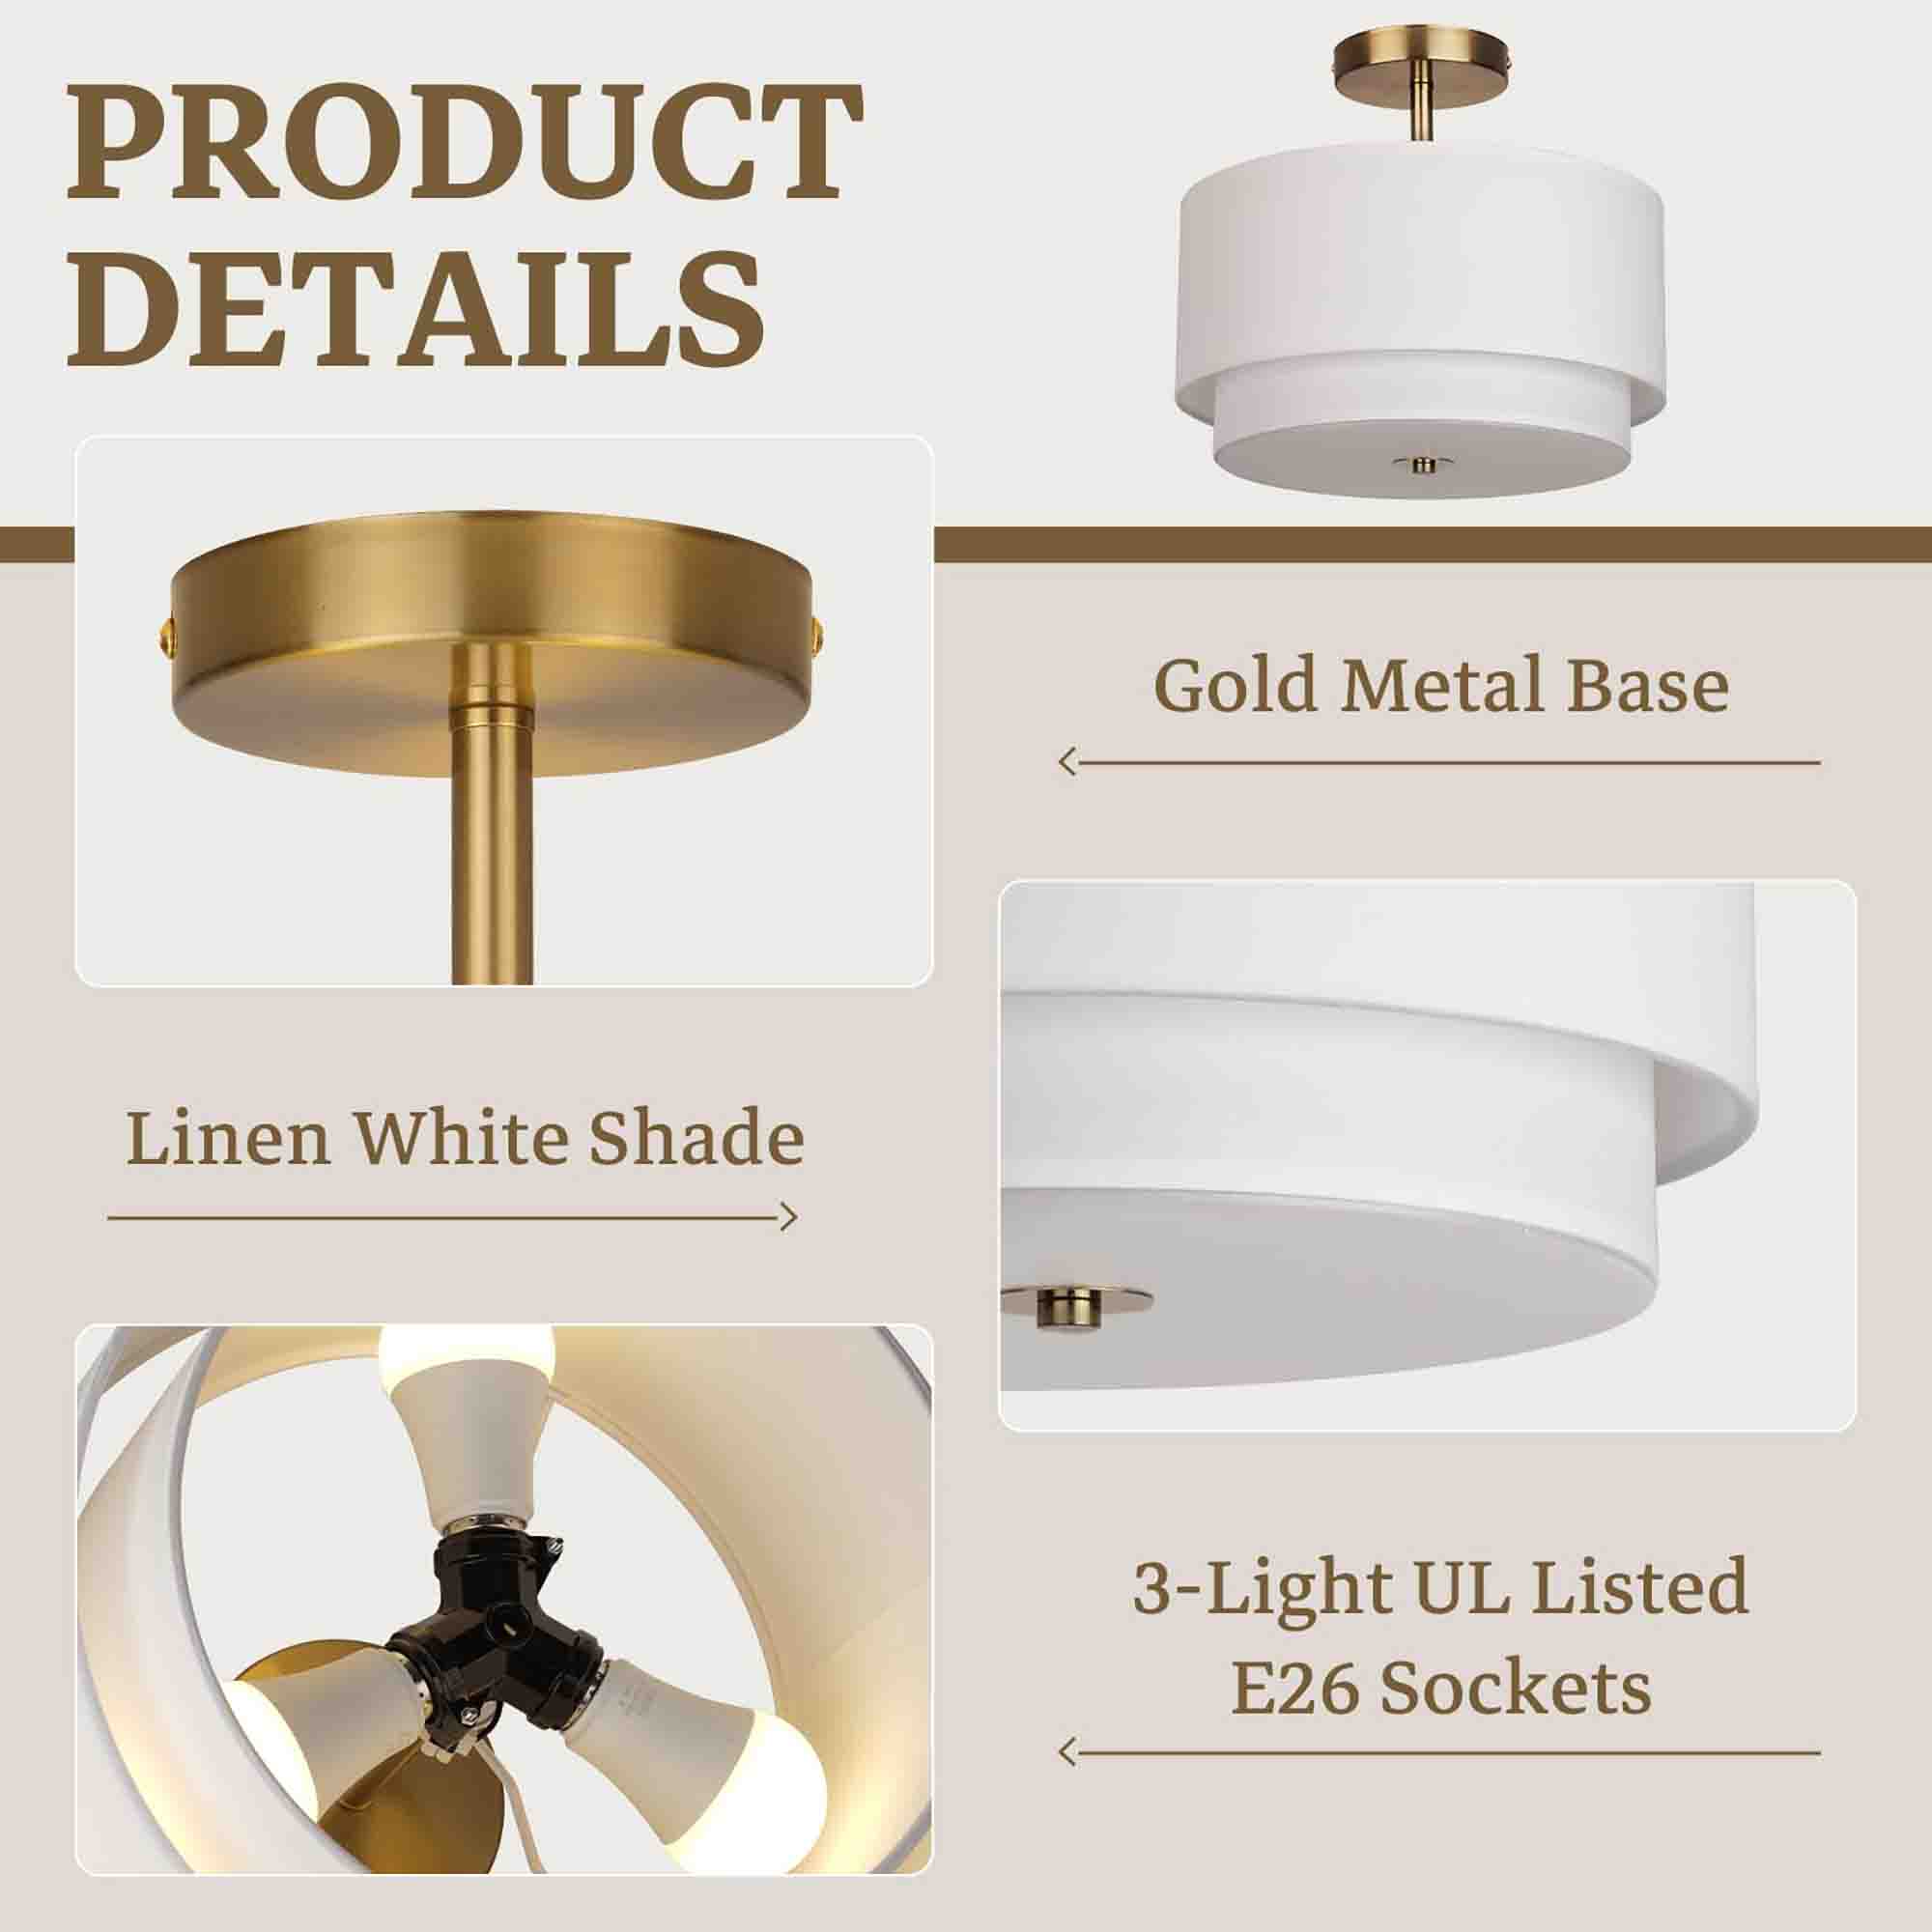 PRODUCT
DETAILS
Gold Metal Base
Linen White Shade
3-Light UL Listed
E26 Sockets